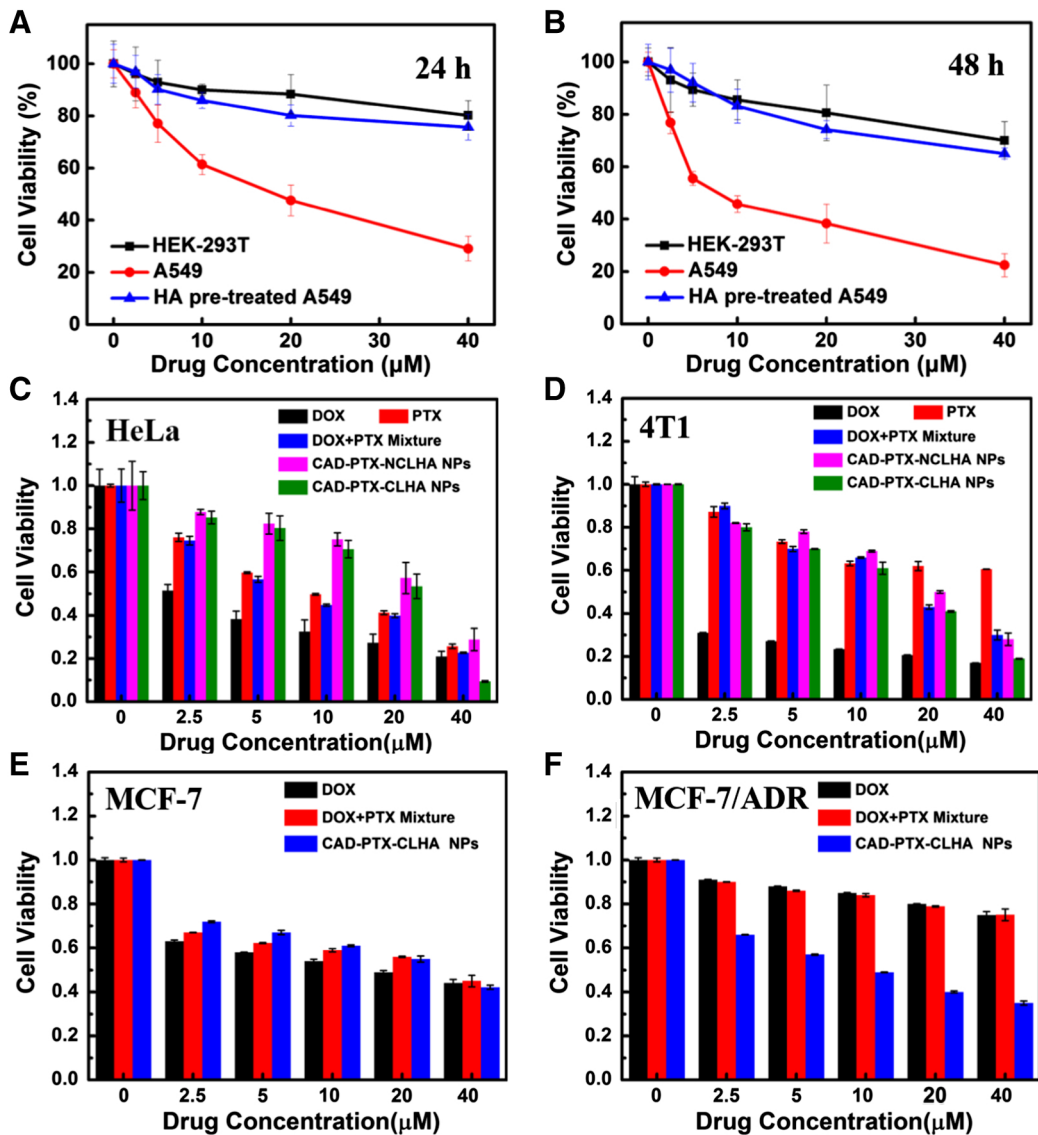 A
24 h
Cell Viability (%)
100
80
60
40
20
0
HEK-293T
A549
HA pre-treated A549
0 10 20 30 40
Drug Concentration (μM)
B
48 h
Cell Viability (%)
100
80
60
40
20
0
HEK-293T
A549
HA pre-treated A549
0 10 20 30 40
Drug Concentration (μM)
C
HeLa
Cell Viability
1.4
1.2
1.0
0.8
0.6
0.4
0.2
0.0
DOX PTX
DOX+PTX Mixture
CAD-PTX-NCLHA NPs
CAD-PTX-CLHA NPs
0 2.5 5 10 20 40
Drug Concentration(μM)
D
4T1
Cell Viability
1.4
1.2
1.0
0.8
0.6
0.4
0.2
0.0
DOX PTX
DOX+PTX Mixture
CAD-PTX-NCLHA NPs
CAD-PTX-CLHA NPs
0 2.5 5 10 20 40
Drug Concentration(μM)
E
MCF-7
Cell Viability
1.4
1.2
1.0
0.8
0.6
0.4
0.2
0.0
DOX
DOX+PTX Mixture
CAD-PTX-CLHA NPs
0 2.5 5 10 20 40
Drug Concentration(μM)
F
MCF-7/ADR
Cell Viability
1.4
1.2
1.0
0.8
0.6
0.4
0.2
0.0
DOX
DOX+PTX Mixture
CAD-PTX-CLHA NPs
0 2.5 5 10 20 40
Drug Concentration(μM)